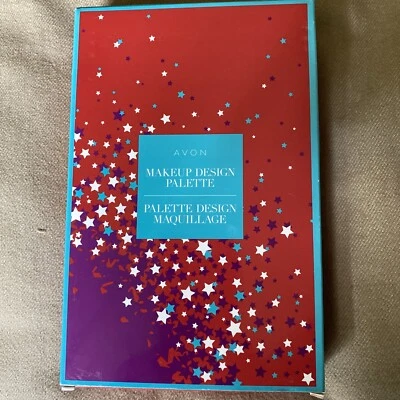 AVON
MAKEUP DESIGN
PALETTE
PALETTE DESIGN
MAQUILLAGE